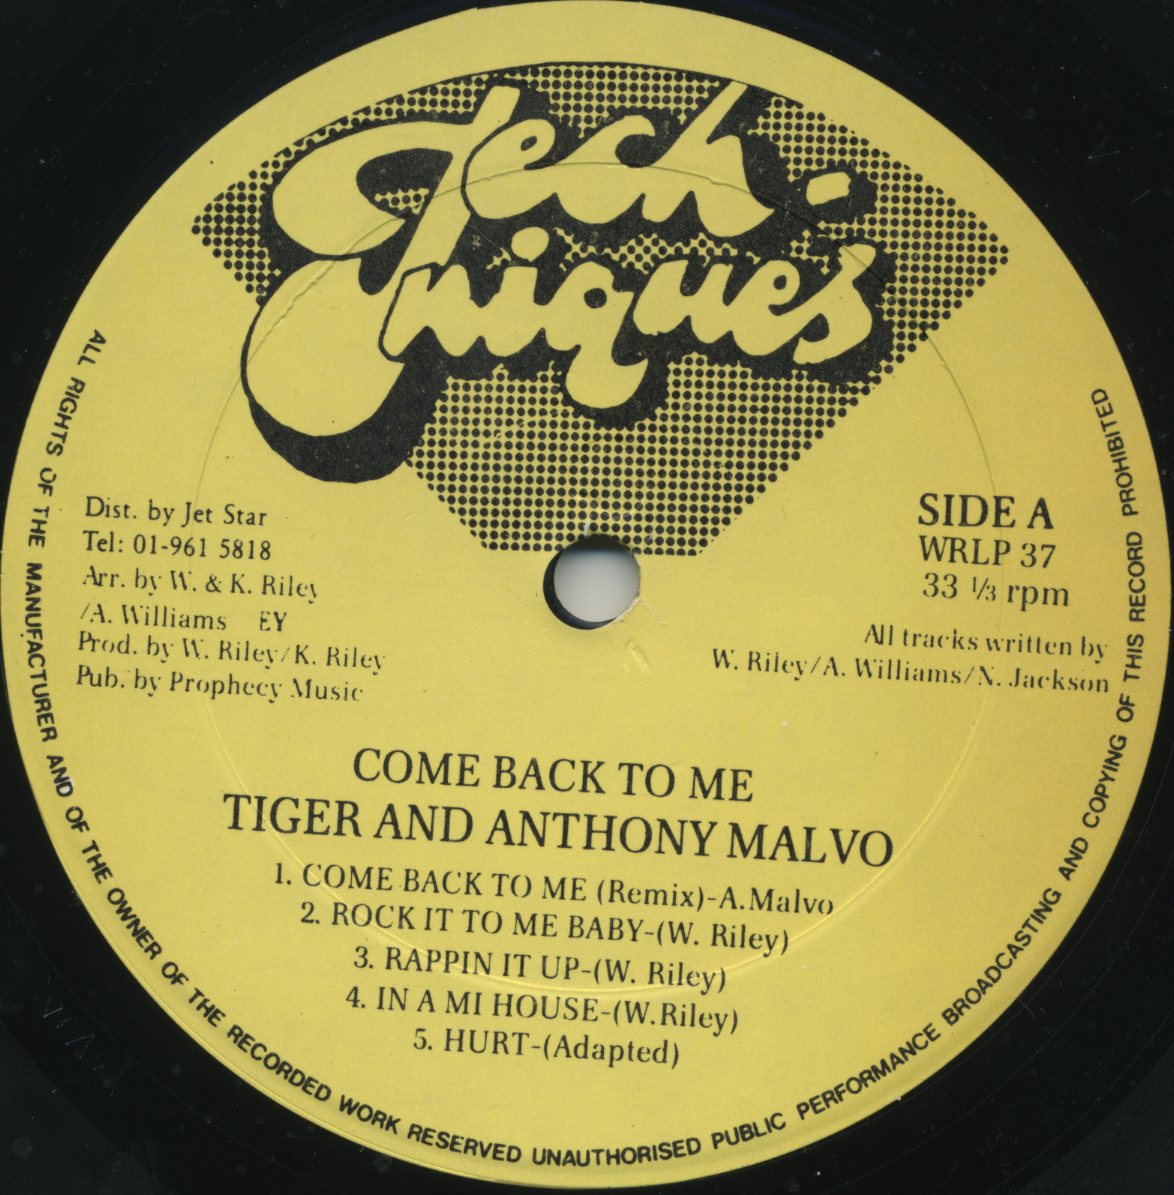 Tech-
niques
SIDE A
WRLP 37
33 ⅓ rpm
All tracks written by
W. Riley/A. Williams/N. Jackson
Dist. by Jet Star
Tel: 01-961 5818
Arr. by W. & K. Riley
/A. Williams EY
Prod. by W. Riley/K. Riley
Pub. by Prophecy Music
COME BACK TO ME
TIGER AND ANTHONY MALVO
1. COME BACK TO ME (Remix)-A.Malvo
2. ROCK IT TO ME BABY-(W. Riley)
3. RAPPIN IT UP-(W. Riley)
4. IN A MI HOUSE-(W.Riley)
5. HURT-(Adapted)
ALL RIGHTS OF THE MANUFACTURER AND OF THE OWNER OF THE RECORDED WORK RESERVED UNAUTHORISED PUBLIC PERFORMANCE BROADCASTING AND COPYING OF THIS RECORD PROHIBITED